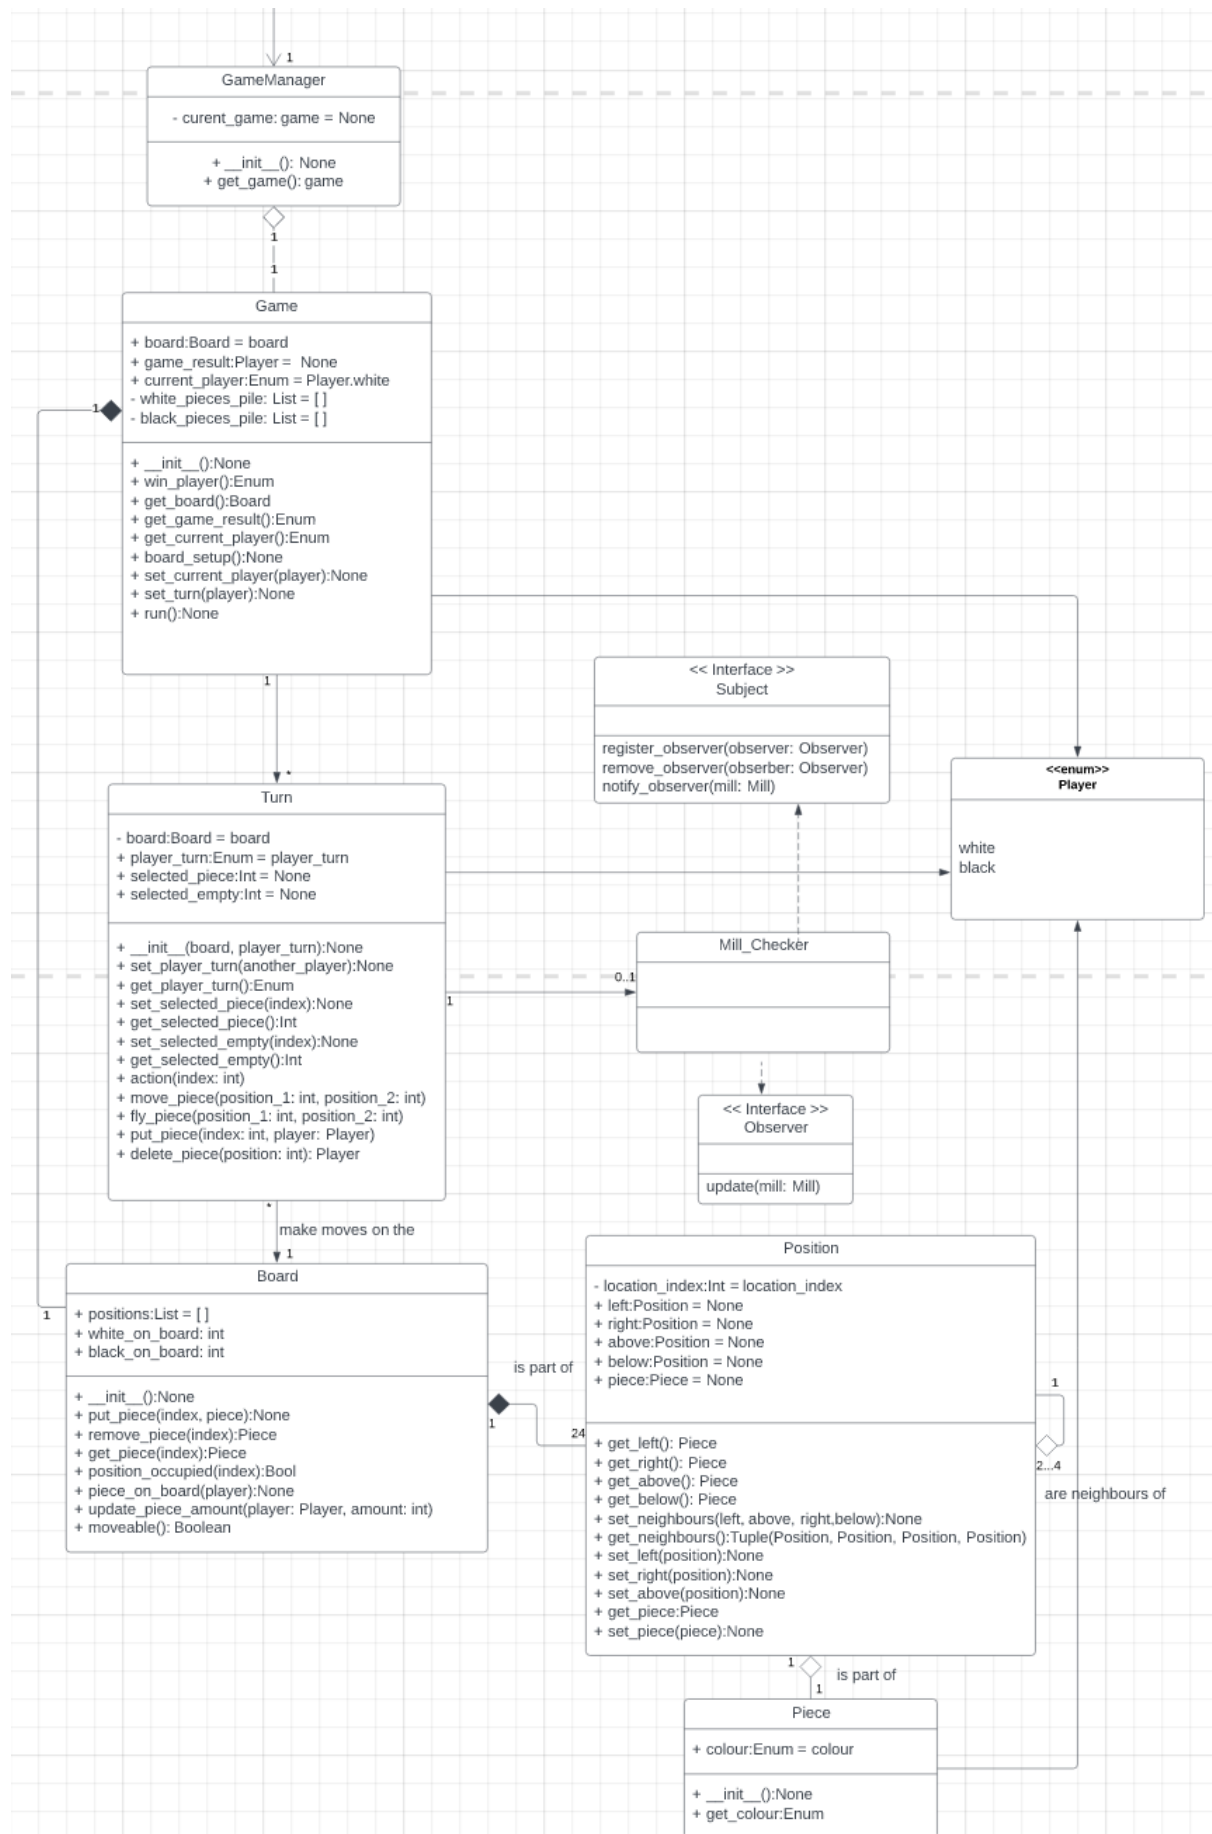 1
GameManager
- curent_game: game = None
+ __init__(): None
+ get_game(): game
1
1
Game
+ board:Board = board
+ game_result:Player = None
+ current_player:Enum = Player.white
- white_pieces_pile: List = [ ]
- black_pieces_pile: List = [ ]
1
+ __init__():None
+ win_player():Enum
+ get_board():Board
+ get_game_result():Enum
+ get_current_player():Enum
+ board_setup():None
+ set_current_player(player):None
+ set_turn(player):None
+ run():None
1
*
<< Interface >>
Subject
register_observer(observer: Observer)
remove_observer(obserber: Observer)
notify_observer(mill: Mill)
<<enum>>
Player
white
black
Turn
- board:Board = board
+ player_turn:Enum = player_turn
+ selected_piece:Int = None
+ selected_empty:Int = None
+ __init__(board, player_turn):None
+ set_player_turn(another_player):None
+ get_player_turn():Enum
+ set_selected_piece(index):None
+ get_selected_piece():Int
+ set_selected_empty(index):None
+ get_selected_empty():Int
+ action(index: int)
+ move_piece(position_1: int, position_2: int)
+ fly_piece(position_1: int, position_2: int)
+ put_piece(index: int, player: Player)
+ delete_piece(position: int): Player
1
0..1
Mill_Checker
<< Interface >>
Observer
update(mill: Mill)
*
make moves on the
1
Board
+ positions:List = [ ]
+ white_on_board: int
+ black_on_board: int
1
+ __init__():None
+ put_piece(index, piece):None
+ remove_piece(index):Piece
+ get_piece(index):Piece
+ position_occupied(index):Bool
+ piece_on_board(player):None
+ update_piece_amount(player: Player, amount: int)
+ moveable(): Boolean
is part of
1
24
Position
- location_index:Int = location_index
+ left:Position = None
+ right:Position = None
+ above:Position = None
+ below:Position = None
+ piece:Piece = None
+ get_left(): Piece
+ get_right(): Piece
+ get_above(): Piece
+ get_below(): Piece
+ set_neighbours(left, above, right,below):None
+ get_neighbours():Tuple(Position, Position, Position, Position)
+ set_left(position):None
+ set_right(position):None
+ set_above(position):None
+ get_piece:Piece
+ set_piece(piece):None
1
2...4
are neighbours of
1
is part of
1
Piece
+ colour:Enum = colour
+ __init__():None
+ get_colour:Enum